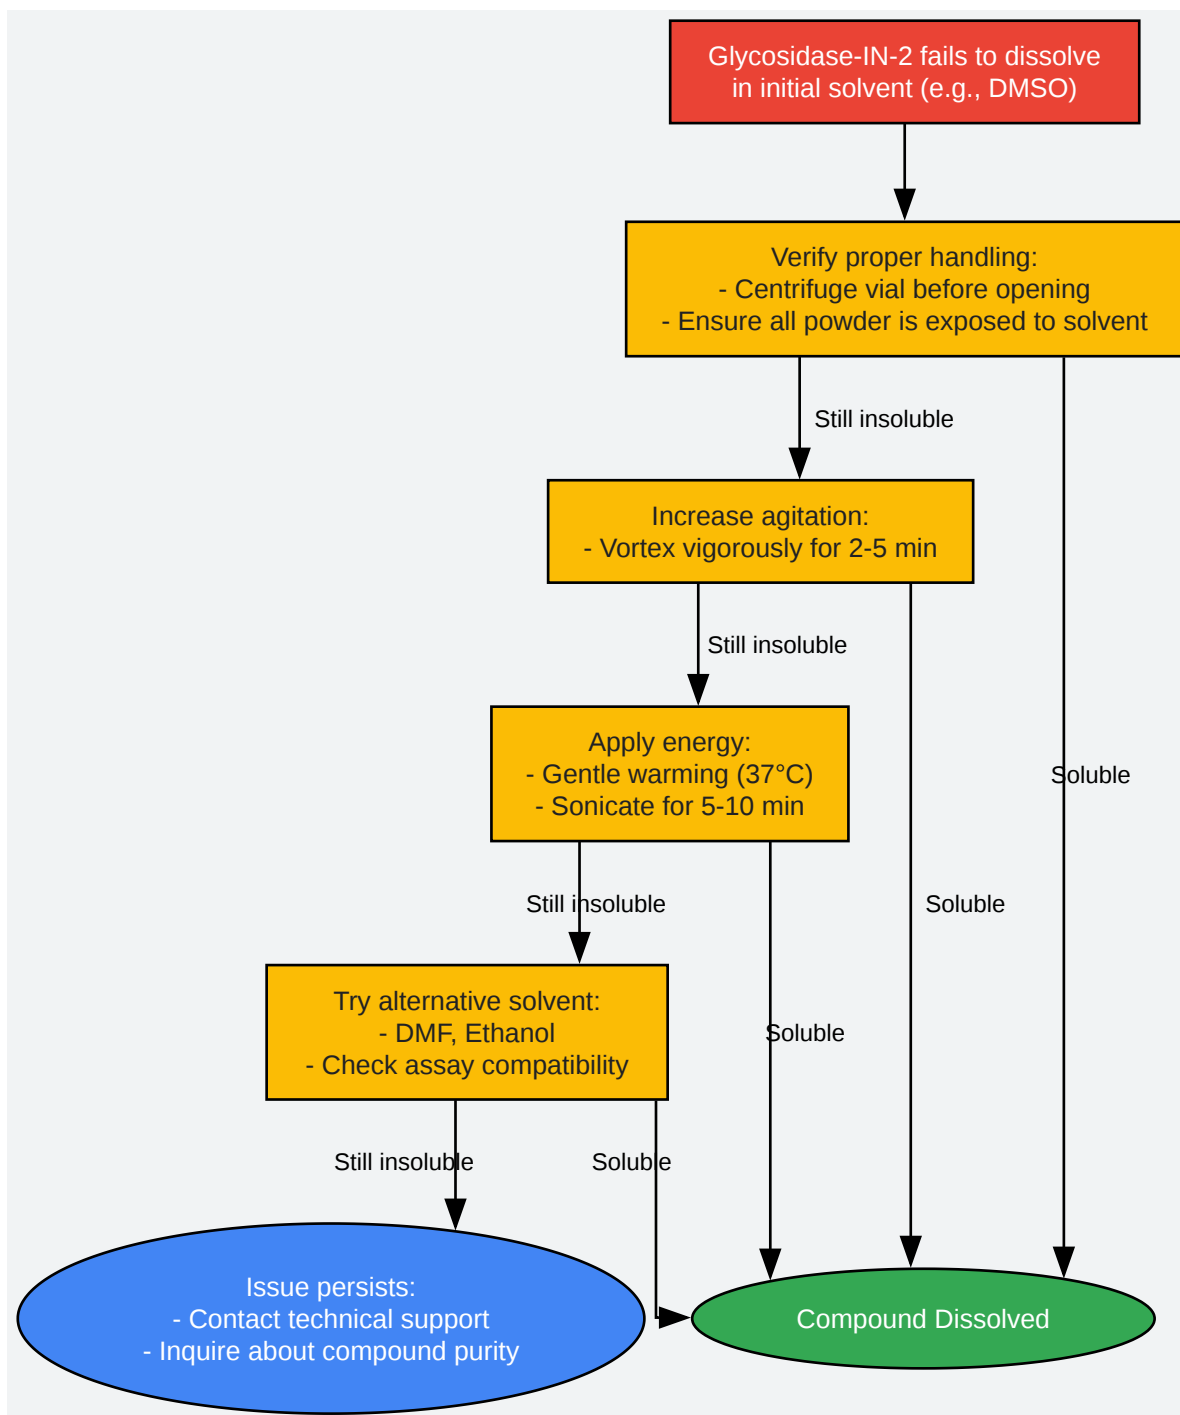 Glycosidase-IN-2 fails to dissolve
in initial solvent (e.g., DMSO)
Verify proper handling:
- Centrifuge vial before opening
- Ensure all powder is exposed to solvent
Still insoluble
Increase agitation:
- Vortex vigorously for 2-5 min
Still insoluble
Apply energy:
- Gentle warming (37°C)
- Sonicate for 5-10 min
Soluble
Still insoluble
Soluble
Try alternative solvent:
- DMF, Ethanol
- Check assay compatibility
Soluble
Still insoluble
Soluble
Issue persists:
- Contact technical support
- Inquire about compound purity
Compound Dissolved